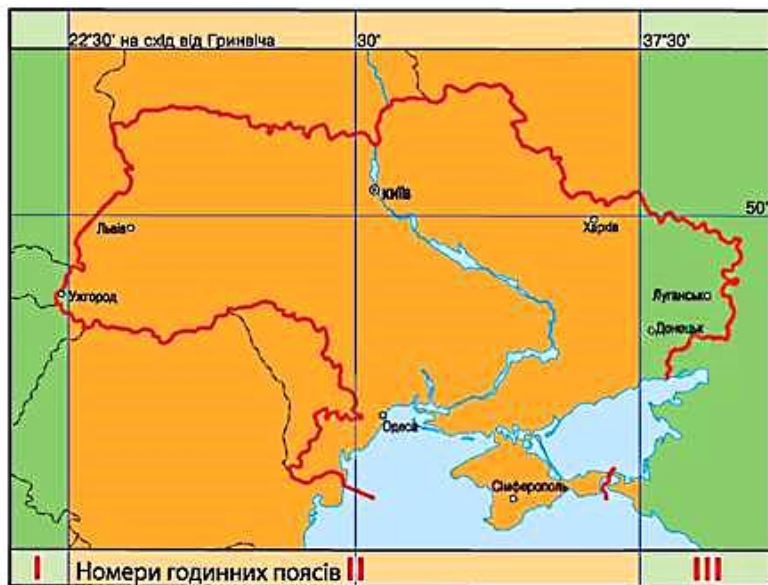 22°30' на схід від Гринвіча 30° 37°30'
КИЇВ
50°
Львів
Харків
Ужгород
Луганськ
Донецьк
Одеса
Сімферополь
I Номери годинних поясів II III